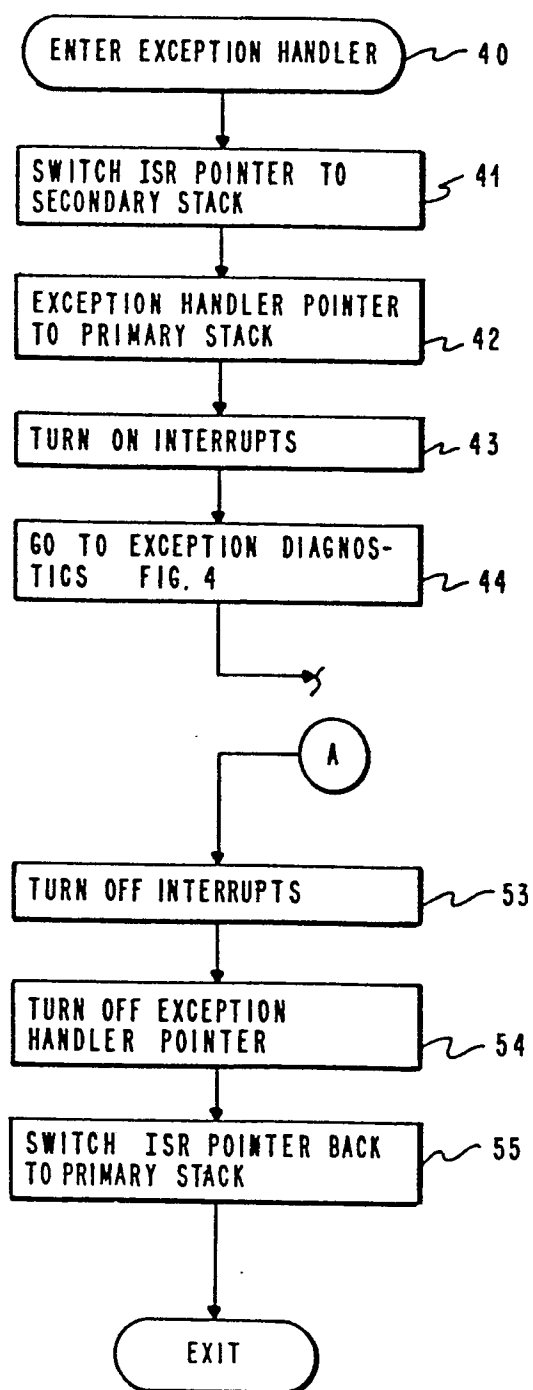 ENTER EXCEPTION HANDLER 40
SWITCH ISR POINTER TO
SECONDARY STACK
41
EXCEPTION HANDLER POINTER
TO PRIMARY STACK
42
TURN ON INTERRUPTS 43
GO TO EXCEPTION DIAGNOS-
TICS FIG. 4
44
A
TURN OFF INTERRUPTS 53
TURN OFF EXCEPTION
HANDLER POINTER
54
SWITCH ISR POINTER BACK
TO PRIMARY STACK
55
EXIT